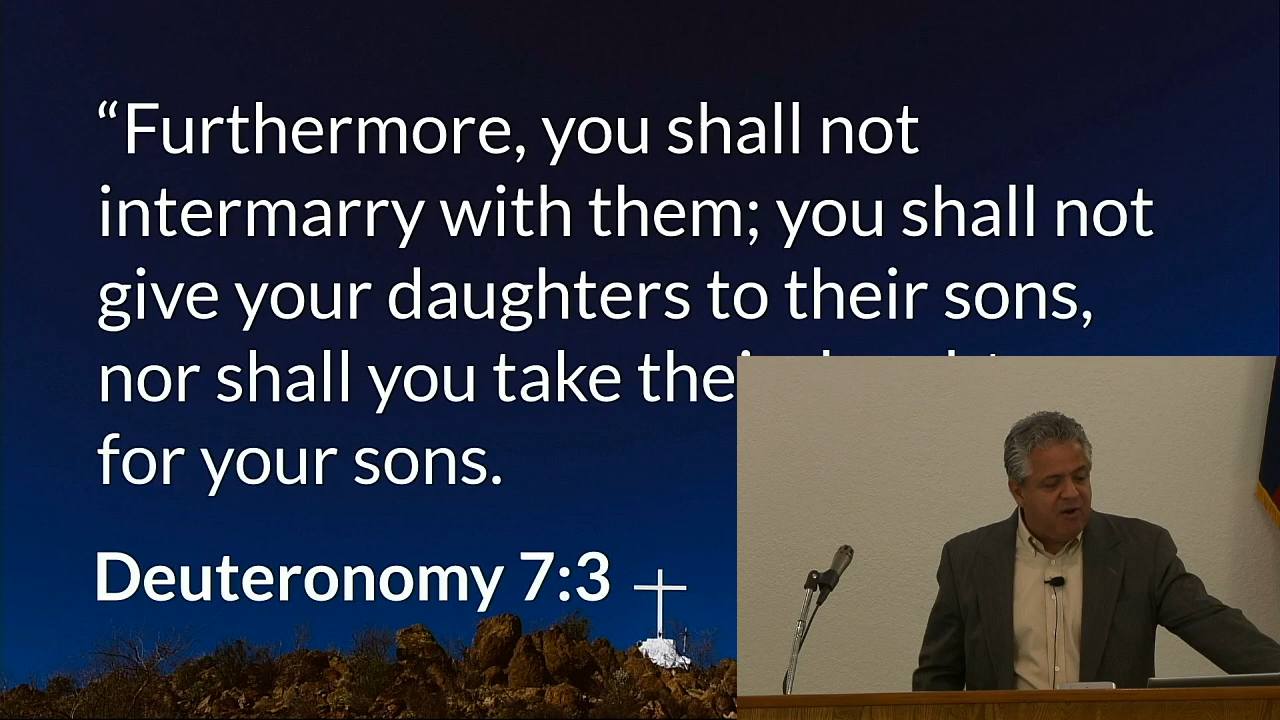 “Furthermore, you shall not
intermarry with them; you shall not
give your daughters to their sons,
nor shall you take
for your sons.
Deuteronomy 7:3